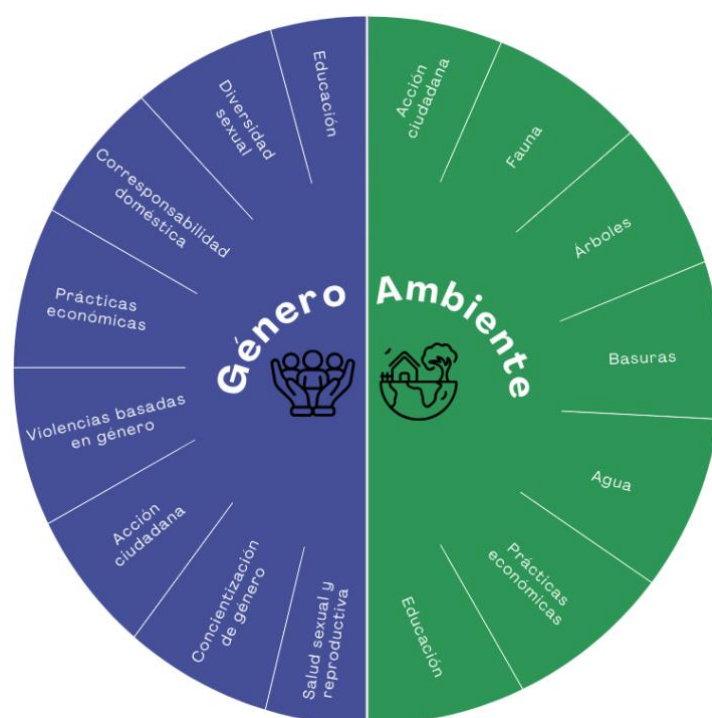 Género
Educación
Diversidad
sexual
Corresponsabilidad
doméstica
Prácticas
económicas
Violencias basadas
en género
Acción
ciudadana
Concientización
de género
Salud sexual y
reproductiva
Ambiente
Acción
ciudadana
Fauna
Árboles
Basuras
Agua
Prácticas
económicas
Educación